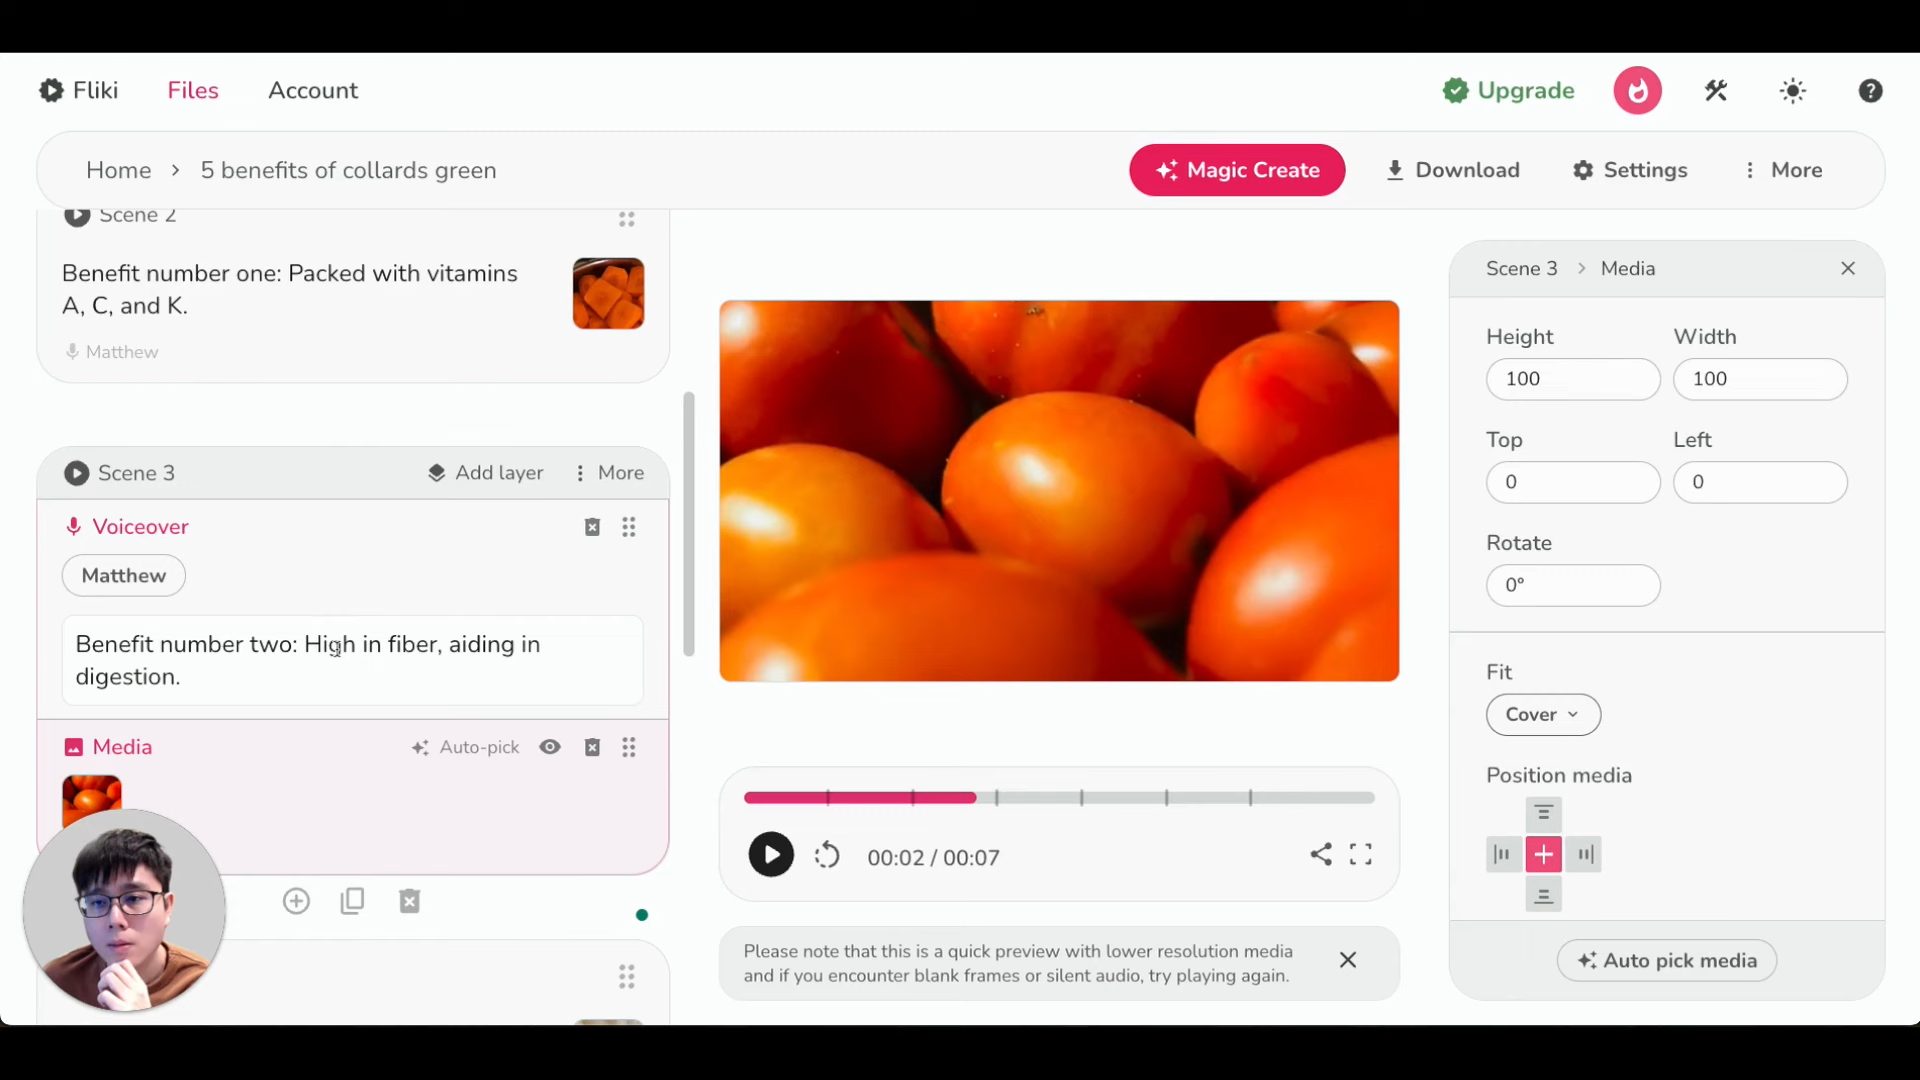 Fliki
Files
Account
Upgrade
Home > 5 benefits of collards green
Magic Create
Download
Settings
More
Scene 2
Benefit number one: Packed with vitamins
A, C, and K.
Matthew
Scene 3
Add layer
More
Voiceover
Matthew
Benefit number two: High in fiber, aiding in
digestion.
Media
Auto-pick
00:02 / 00:07
Please note that this is a quick preview with lower resolution media
and if you encounter blank frames or silent audio, try playing again.
Scene 3 > Media
Height
Width
100
100
Top
Left
0
0
Rotate
0°
Fit
Cover
Position media
Auto pick media